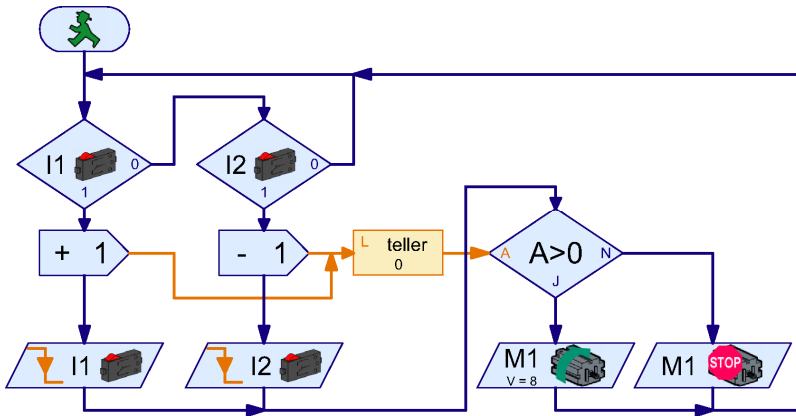 I1
0
1
I2
0
1
+ 1
- 1
L teller
0
A
A>0
N
J
I1
I2
M1
V = 8
M1
STOP